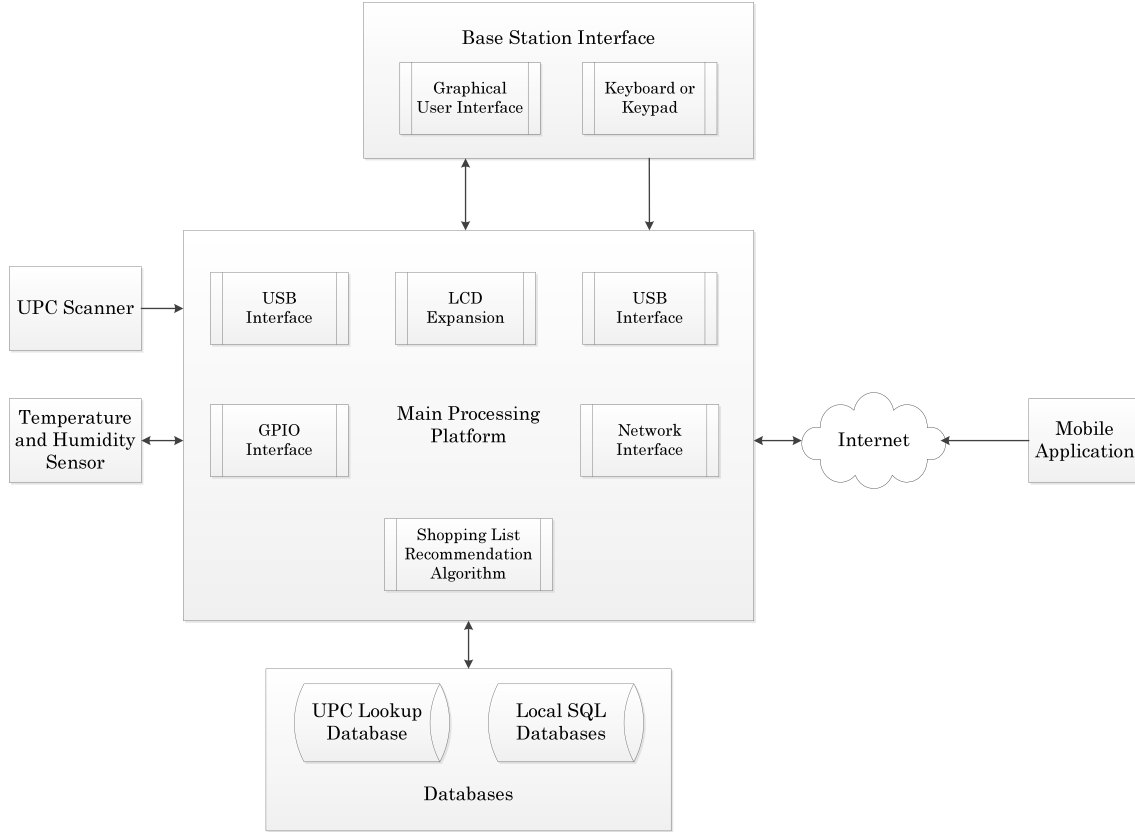 Base Station Interface
Graphical
User Interface
Keyboard or
Keypad
UPC Scanner
USB
Interface
LCD
Expansion
USB
Interface
Temperature
and Humidity
Sensor
GPIO
Interface
Main Processing
Platform
Network
Interface
Internet
Mobile
Application
Shopping List
Recommendation
Algorithm
UPC Lookup
Database
Local SQL
Databases
Databases